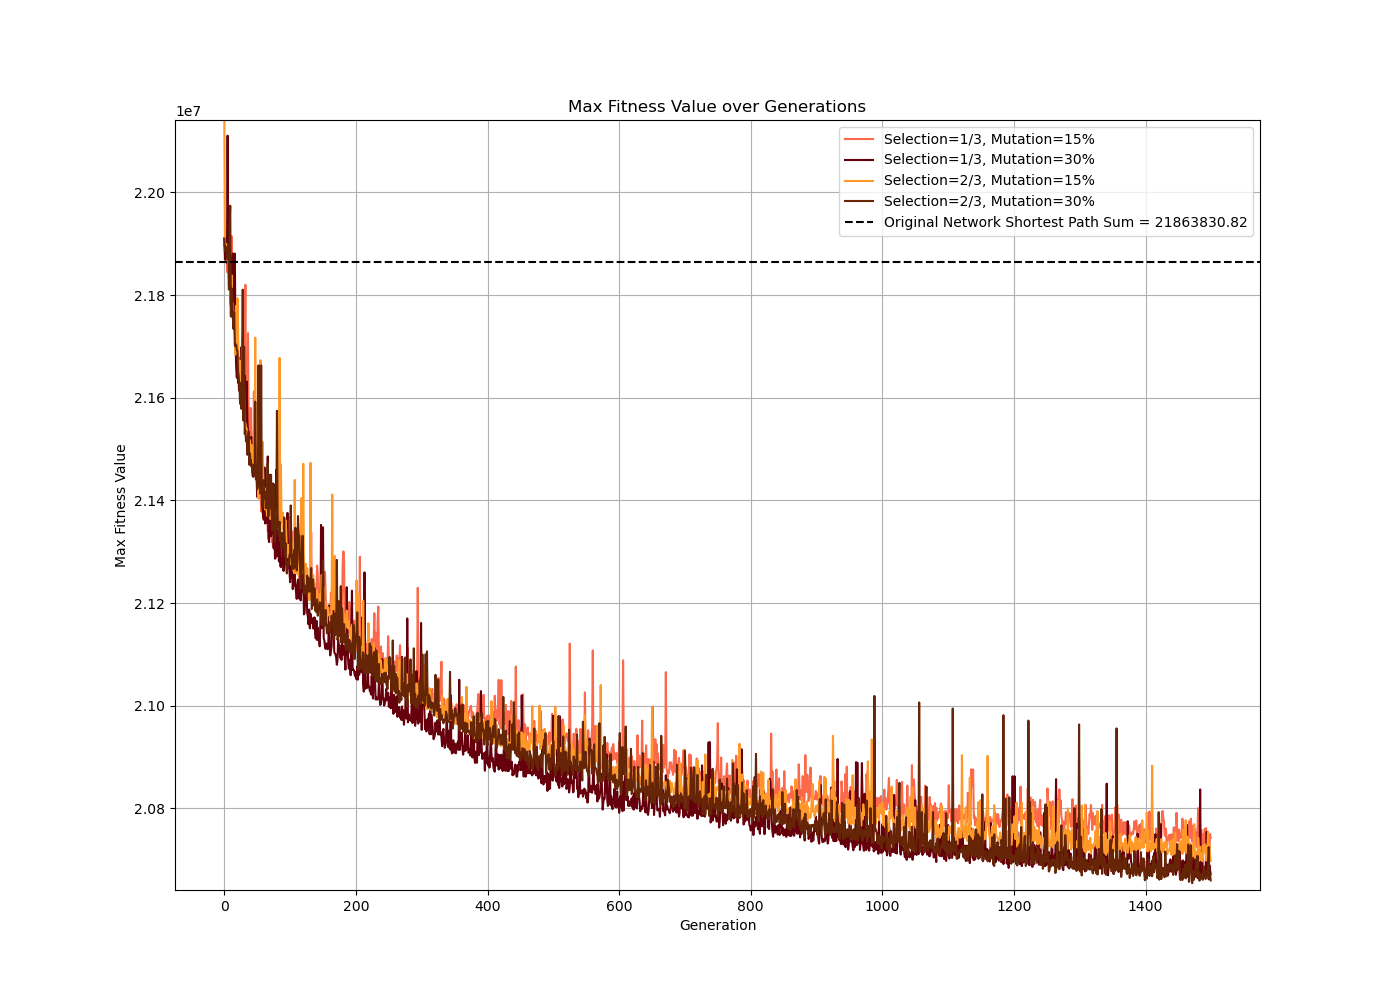 Max Fitness Value over Generations
1e7
Selection=1/3, Mutation=15%
Selection=1/3, Mutation=30%
Selection=2/3, Mutation=15%
Selection=2/3, Mutation=30%
Original Network Shortest Path Sum = 21863830.82
2.20
2.18
2.16
2.14
2.12
2.10
2.08
Max Fitness Value
0 200 400 600 800 1000 1200 1400
Generation